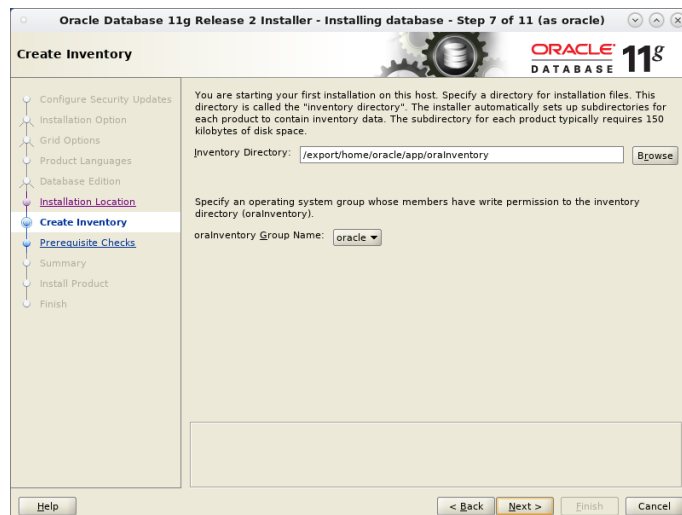 Oracle Database 11g Release 2 Installer - Installing database - Step 7 of 11 (as oracle)
Create Inventory
ORACLE
DATABASE
11g
Configure Security Updates
Installation Option
Grid Options
Product Languages
Database Edition
Installation Location
Create Inventory
Prerequisite Checks
Summary
Install Product
Finish
You are starting your first installation on this host. Specify a directory for installation files. This
directory is called the "inventory directory". The installer automatically sets up subdirectories for
each product to contain inventory data. The subdirectory for each product typically requires 150
kilobytes of disk space.
Inventory Directory: /export/home/oracle/app/oraInventory Browse
Specify an operating system group whose members have write permission to the inventory
directory (oraInventory).
oraInventory Group Name: oracle
Help < Back Next > Finish Cancel